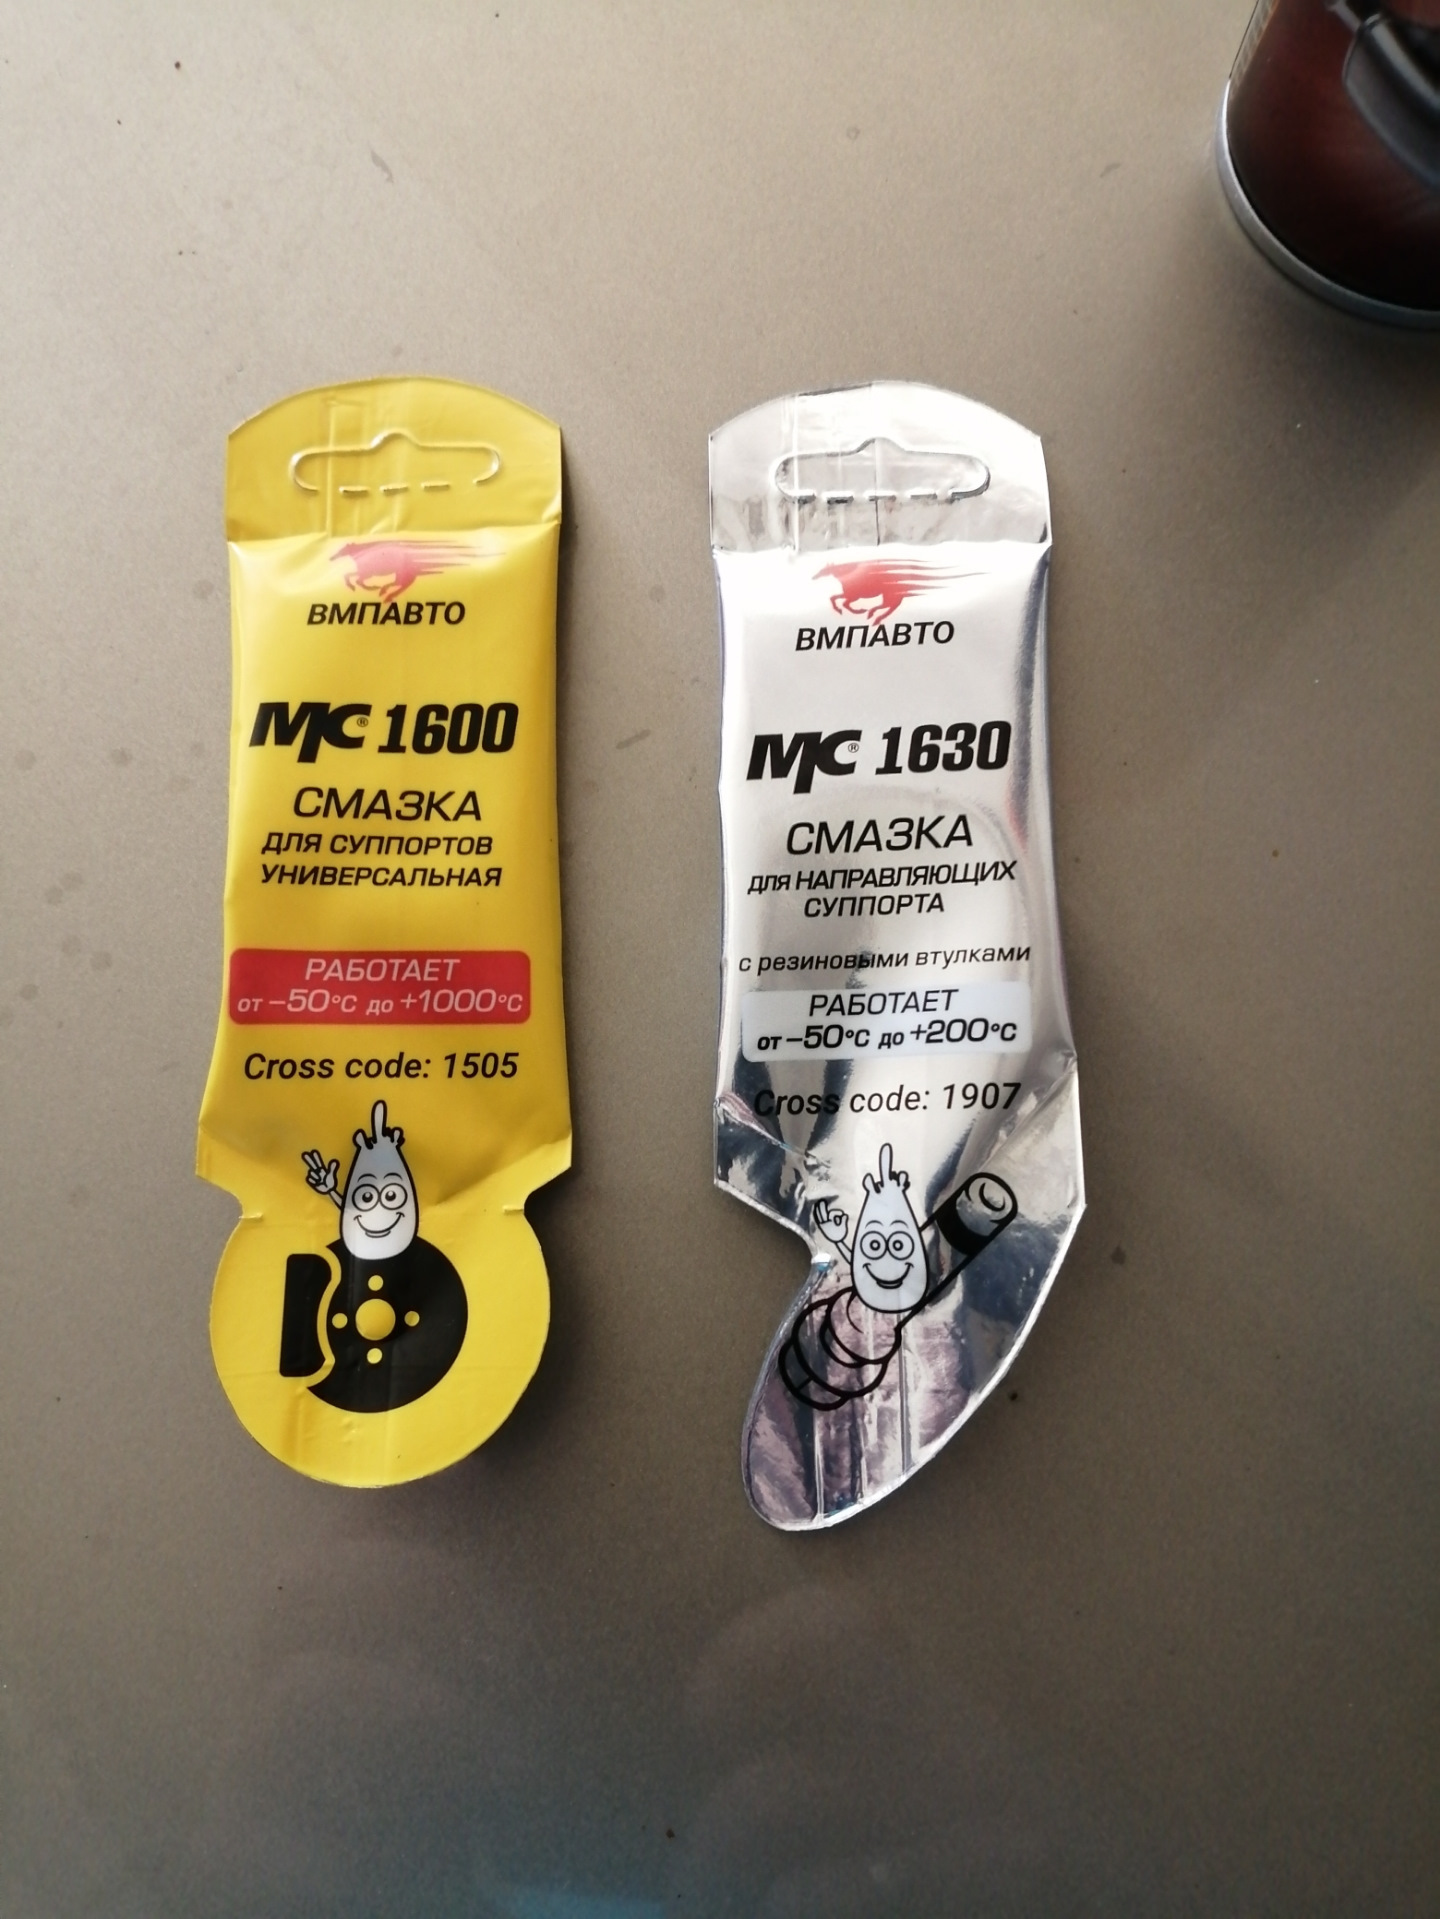 ВМПАВТО
МС® 1600
СМАЗКА
ДЛЯ СУППОРТОВ
УНИВЕРСАЛЬНАЯ
РАБОТАЕТ
от –50°С до +1000°С
Cross code: 1505
ВМПАВТО
МС® 1630
СМАЗКА
для НАПРАВЛЯЮЩИХ
СУППОРТА
с резиновыми втулками
РАБОТАЕТ
от –50°С до +200°С
Cross code: 1907